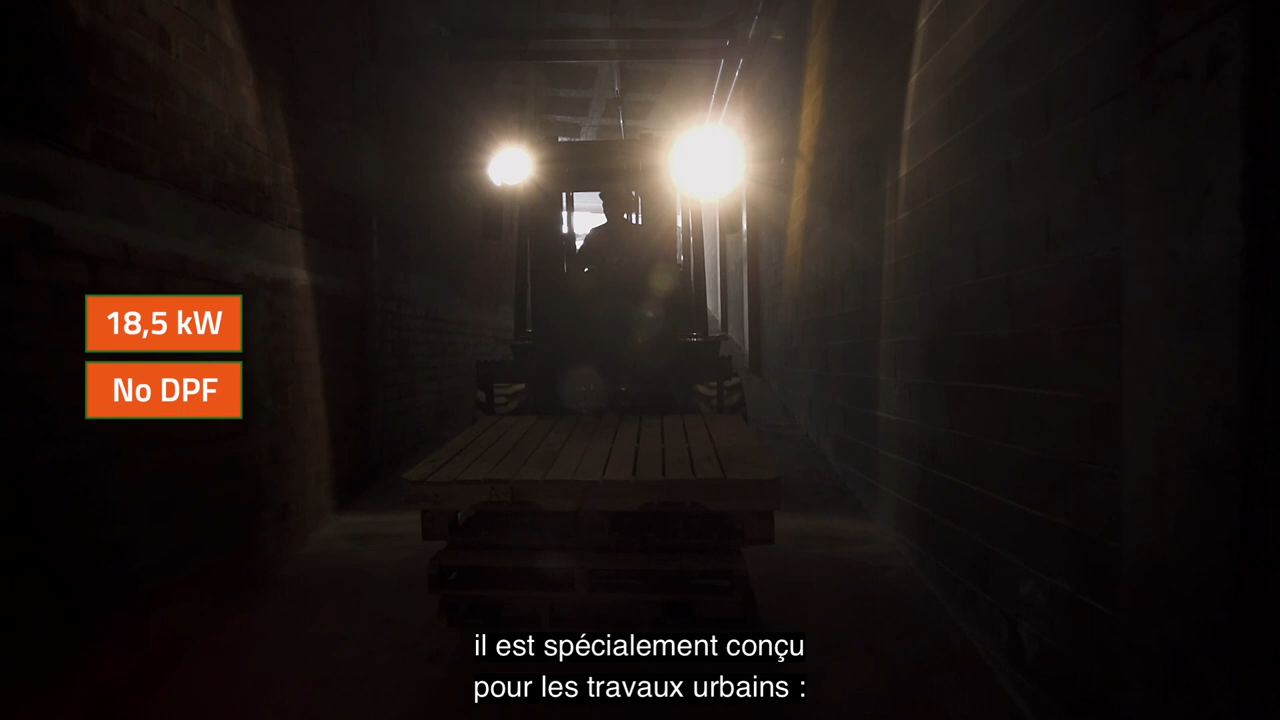 18,5 kW
No DPF
il est spécialement conçu
pour les travaux urbains :